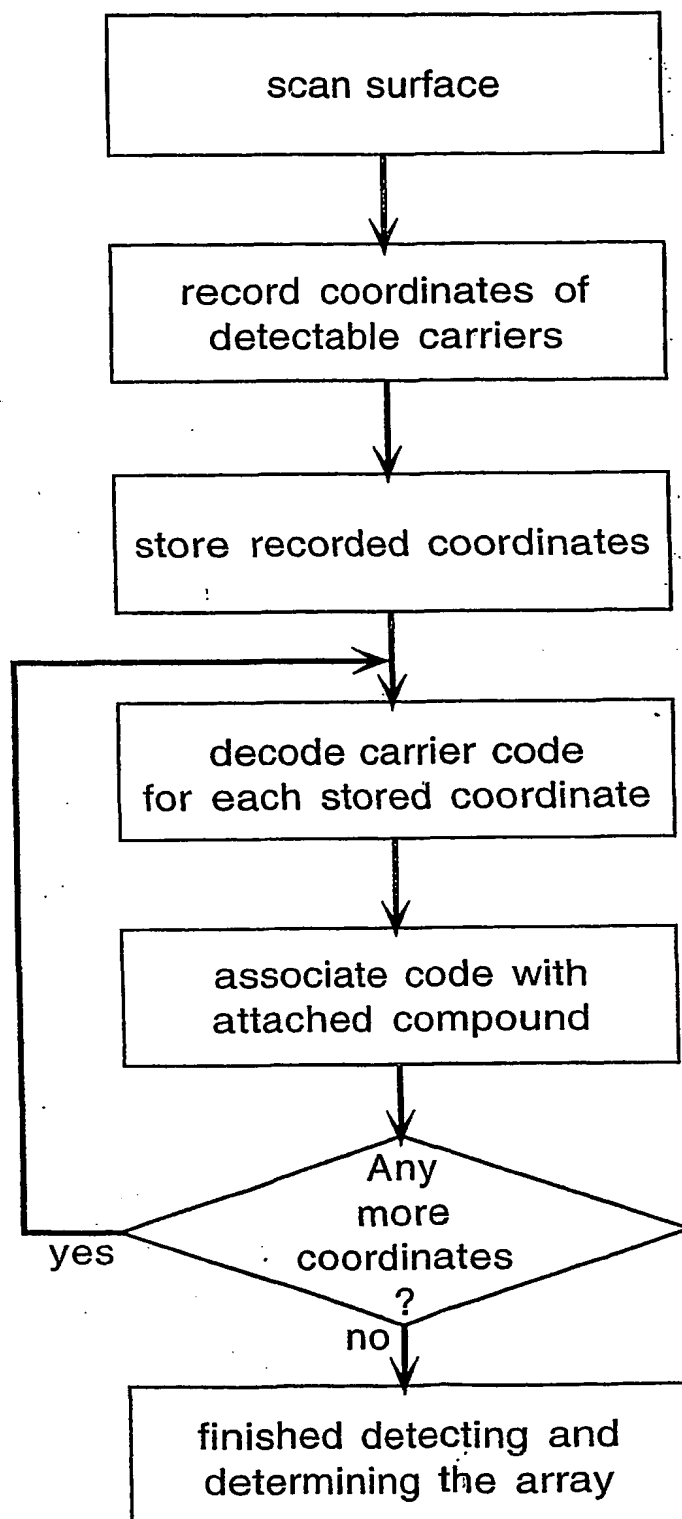 scan surface
record coordinates of
detectable carriers
store recorded coordinates
decode carrier code
for each stored coordinate
associate code with
attached compound
Any
more
coordinates
?
yes
no
finished detecting and
determining the array